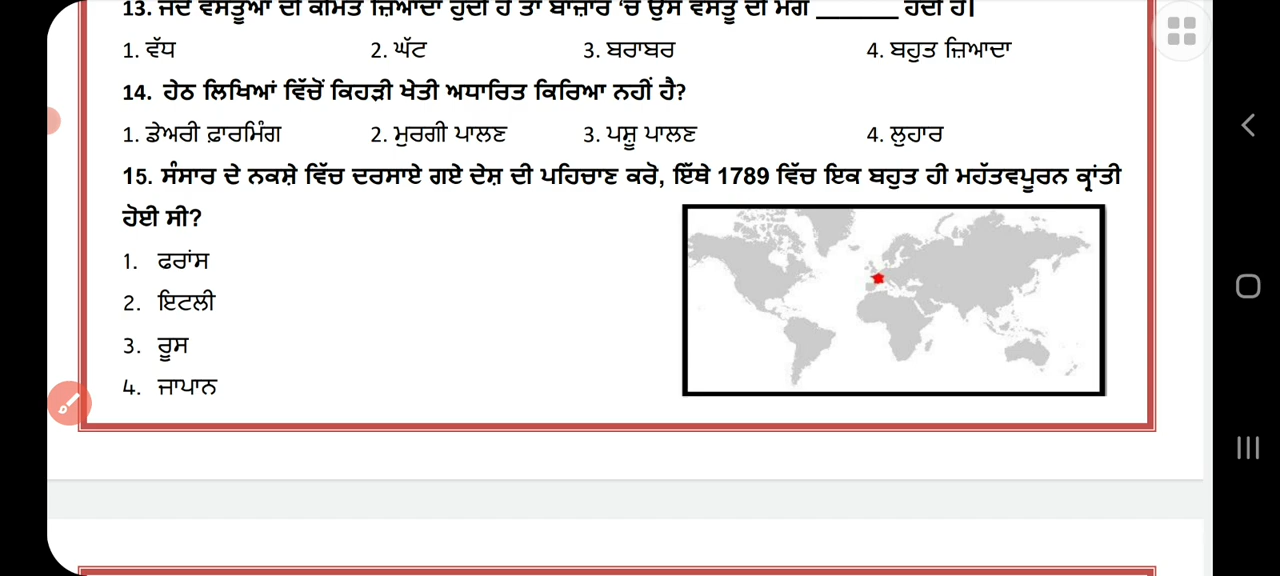 13. ਜਦੋਂ ਵਸਤੂਆਂ ਦੀ ਕੀਮਤ ਜ਼ਿਆਦਾ ਹੁੰਦੀ ਹੈ ਤਾਂ ਬਾਜ਼ਾਰ 'ਚ ਉਸ ਵਸਤੂ ਦੀ ਮੰਗ ________ ਹੁੰਦੀ ਹੈ।
1. ਵੱਧ 2. ਘੱਟ 3. ਬਰਾਬਰ 4. ਬਹੁਤ ਜ਼ਿਆਦਾ
14. ਹੇਠ ਲਿਖਿਆਂ ਵਿੱਚੋਂ ਕਿਹੜੀ ਖੇਤੀ ਅਧਾਰਿਤ ਕਿਰਿਆ ਨਹੀਂ ਹੈ?
1. ਡੇਅਰੀ ਫ਼ਾਰਮਿੰਗ 2. ਮੁਰਗੀ ਪਾਲਣ 3. ਪਸ਼ੂ ਪਾਲਣ 4. ਲੁਹਾਰ
15. ਸੰਸਾਰ ਦੇ ਨਕਸ਼ੇ ਵਿੱਚ ਦਰਸਾਏ ਗਏ ਦੇਸ਼ ਦੀ ਪਹਿਚਾਣ ਕਰੋ, ਇੱਥੇ 1789 ਵਿੱਚ ਇਕ ਬਹੁਤ ਹੀ ਮਹੱਤਵਪੂਰਨ ਕ੍ਰਾਂਤੀ
ਹੋਈ ਸੀ?
1. ਫਰਾਂਸ
2. ਇਟਲੀ
3. ਰੂਸ
4. ਜਾਪਾਨ